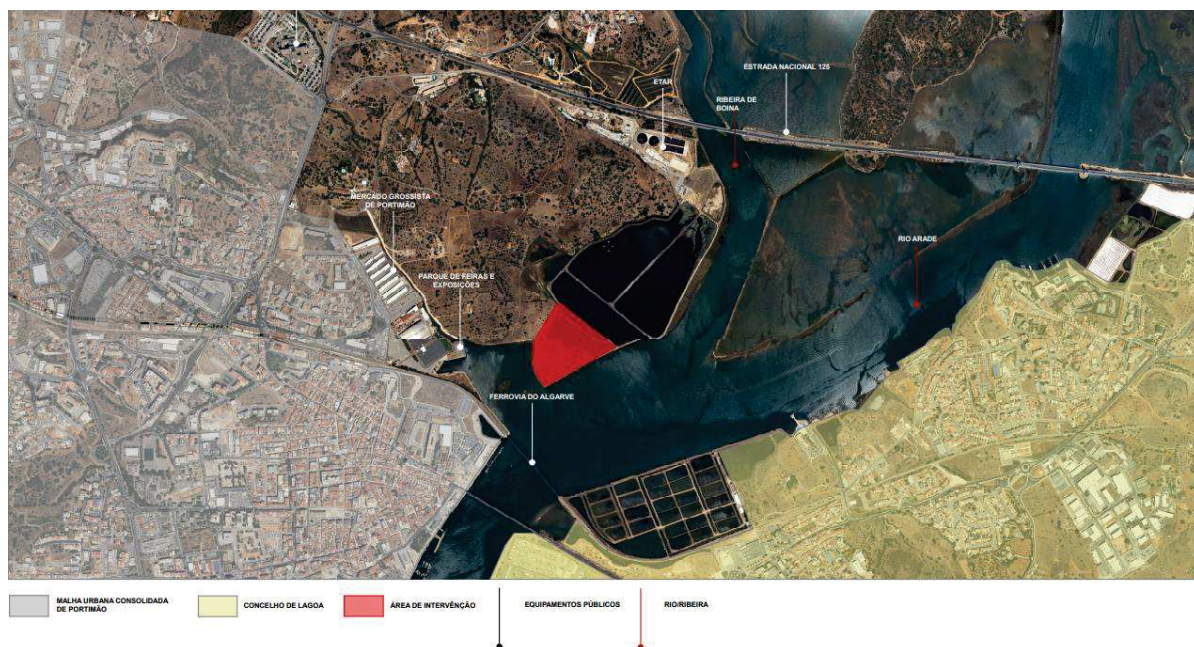 ESTRADA NACIONAL 125
ETAR
RIBEIRA DE
BOINA
MERCADO GROSSISTA
DE PORTIMÃO
RIO ARADE
PARQUE DE FEIRAS E
EXPOSIÇÕES
FERROVIA DO ALGARVE
MALHA URBANA CONSOLIDADA
DE PORTIMÃO
CONCELHO DE LAGOA
ÁREA DE INTERVÊNÇÃO
EQUIPAMENTOS PÚBLICOS
RIO/RIBEIRA